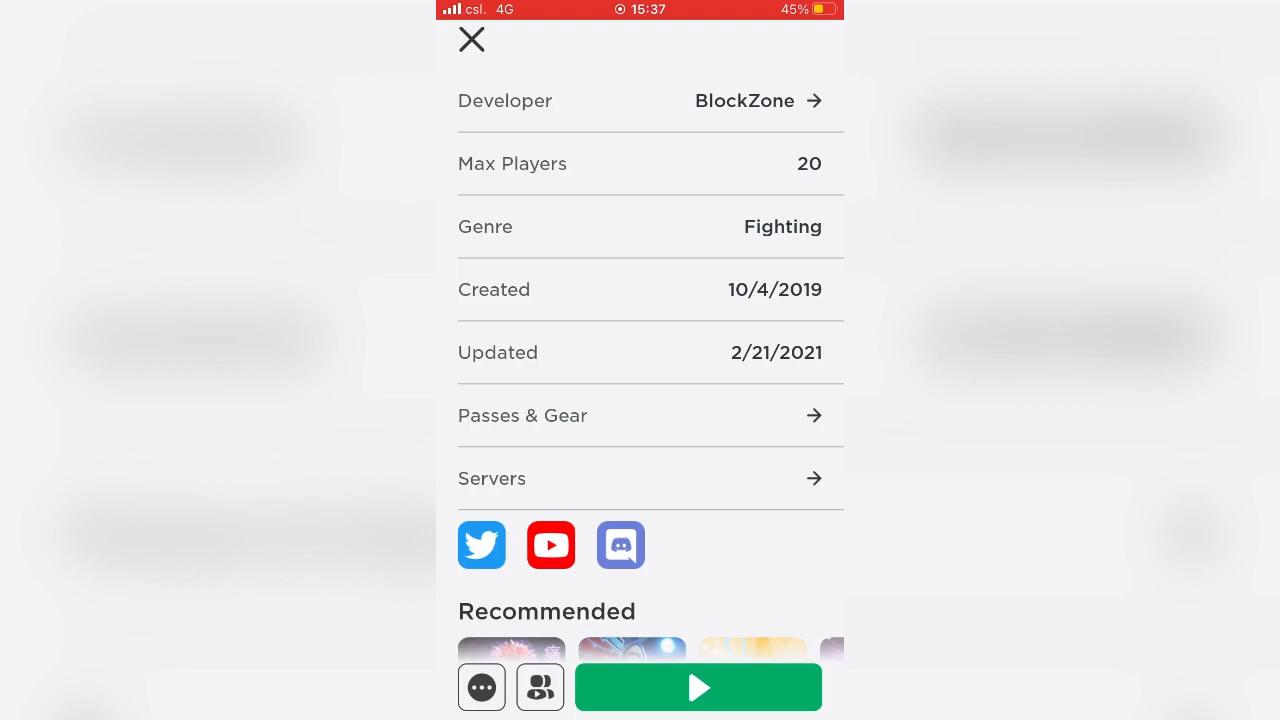 csl. 4G 15:37 45%
Developer BlockZone
Max Players 20
Genre Fighting
Created 10/4/2019
Updated 2/21/2021
Passes & Gear
Servers
Recommended
痛